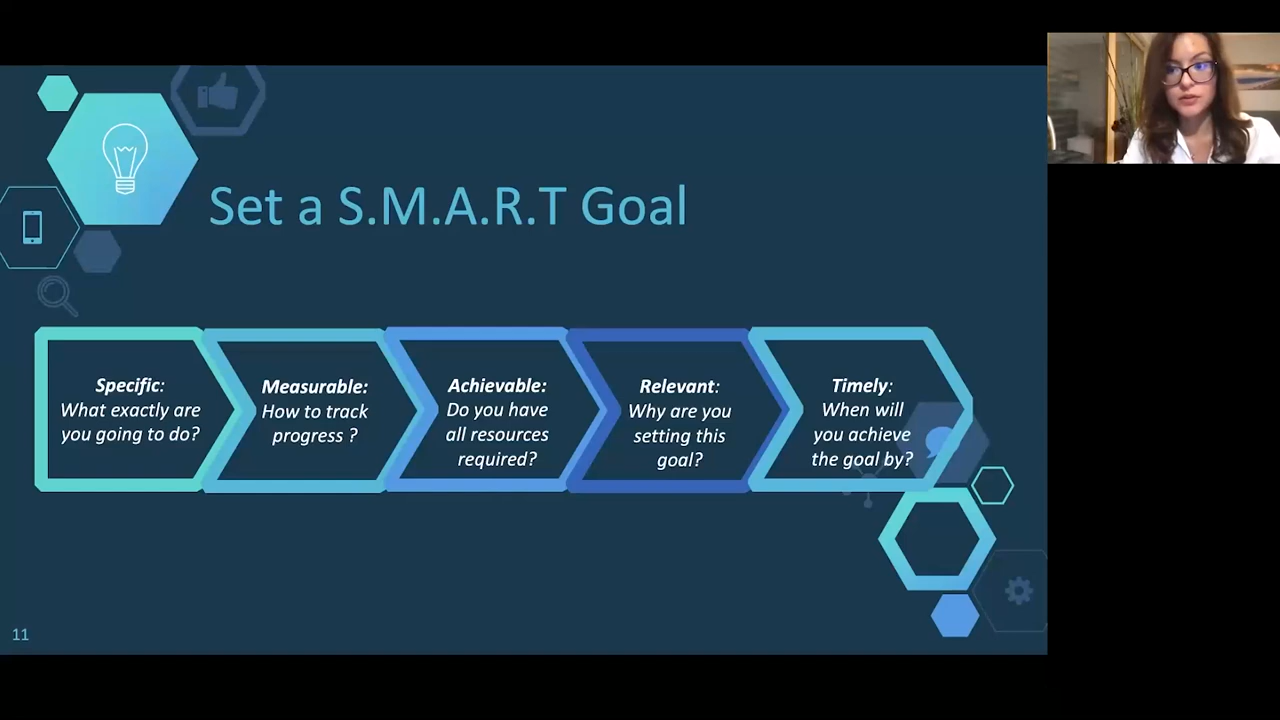 Set a S.M.A.R.T Goal
Specific:
What exactly are
you going to do?
Measurable:
How to track
progress ?
Achievable:
Do you have
all resources
required?
Relevant:
Why are you
setting this
goal?
Timely:
When will
you achieve
the goal by?
11